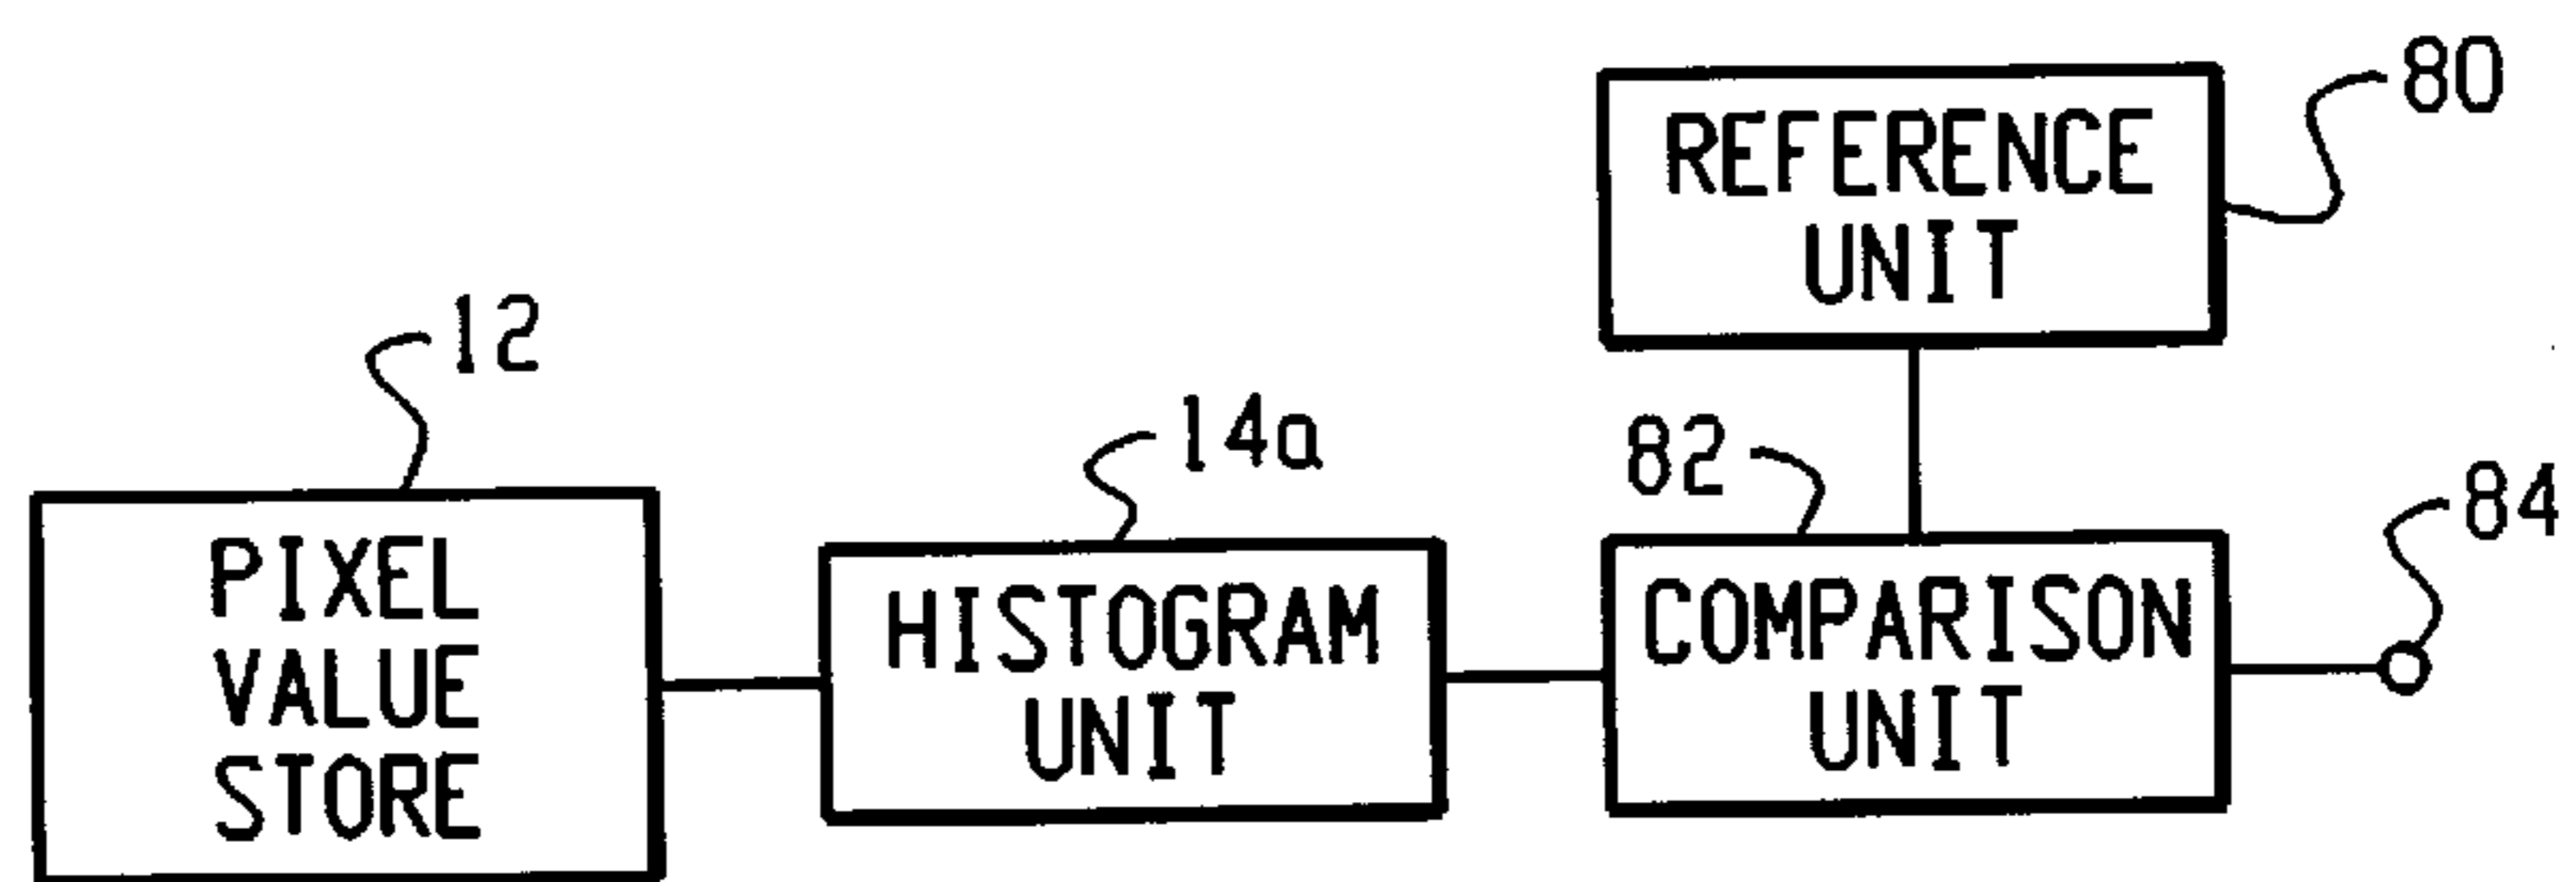 80
REFERENCE
UNIT
12
14a
82
84
PIXEL
VALUE
STORE
HISTOGRAM
UNIT
COMPARISON
UNIT